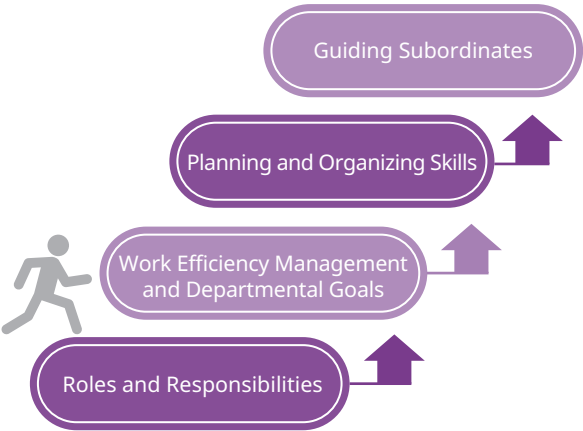 Guiding Subordinates
Planning and Organizing Skills
Work Efficiency Management
and Departmental Goals
Roles and Responsibilities